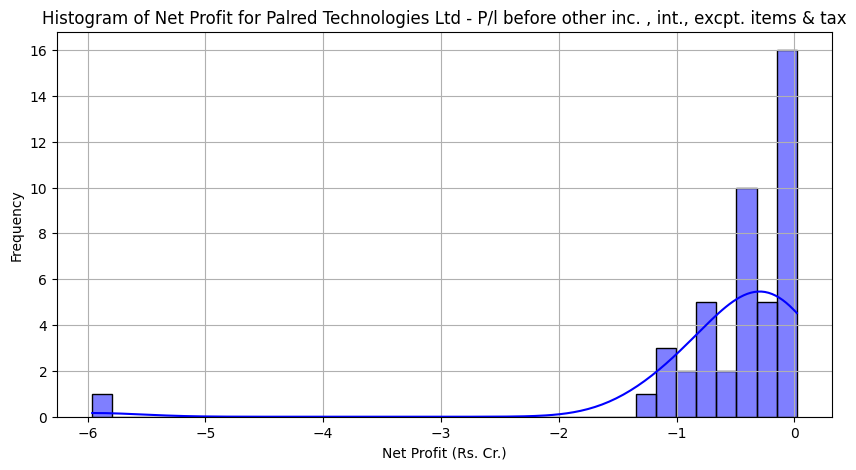 Histogram of Net Profit for Palred Technologies Ltd - P/l before other inc. , int., excpt. items & tax
16
14
12
10
8
6
4
2
0
Frequency
−6 −5 −4 −3 −2 −1 0
Net Profit (Rs. Cr.)